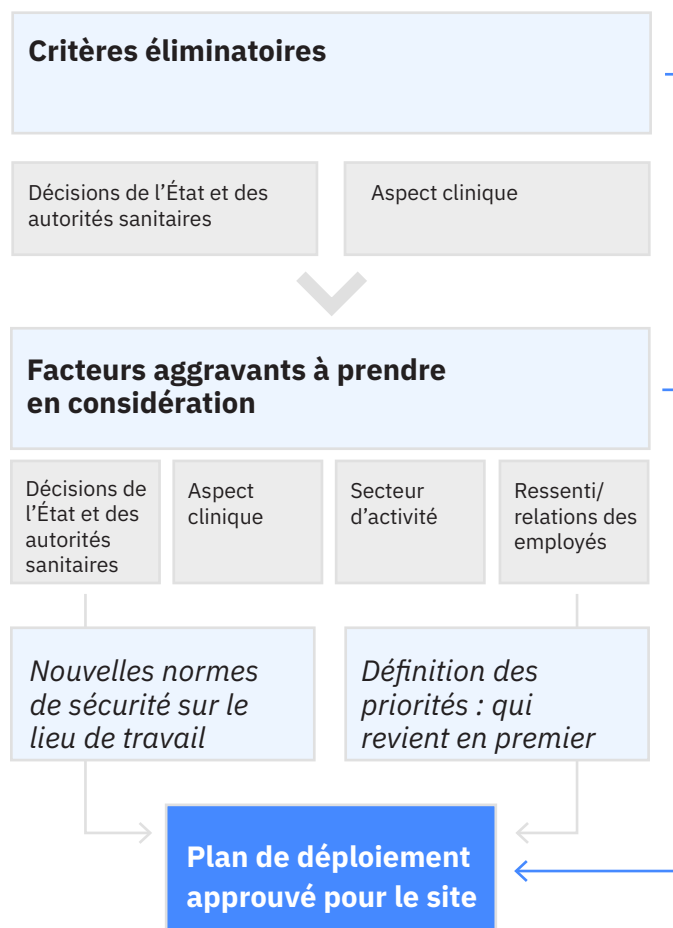 Critères éliminatoires
Décisions de l’État et des
autorités sanitaires
Aspect clinique
Facteurs aggravants à prendre
en considération
Décisions de
l’État et des
autorités
sanitaires
Aspect
clinique
Secteur
d’activité
Ressenti/
relations des
employés
Nouvelles normes
de sécurité sur le
lieu de travail
Définition des
priorités : qui
revient en premier
Plan de déploiement
approuvé pour le site